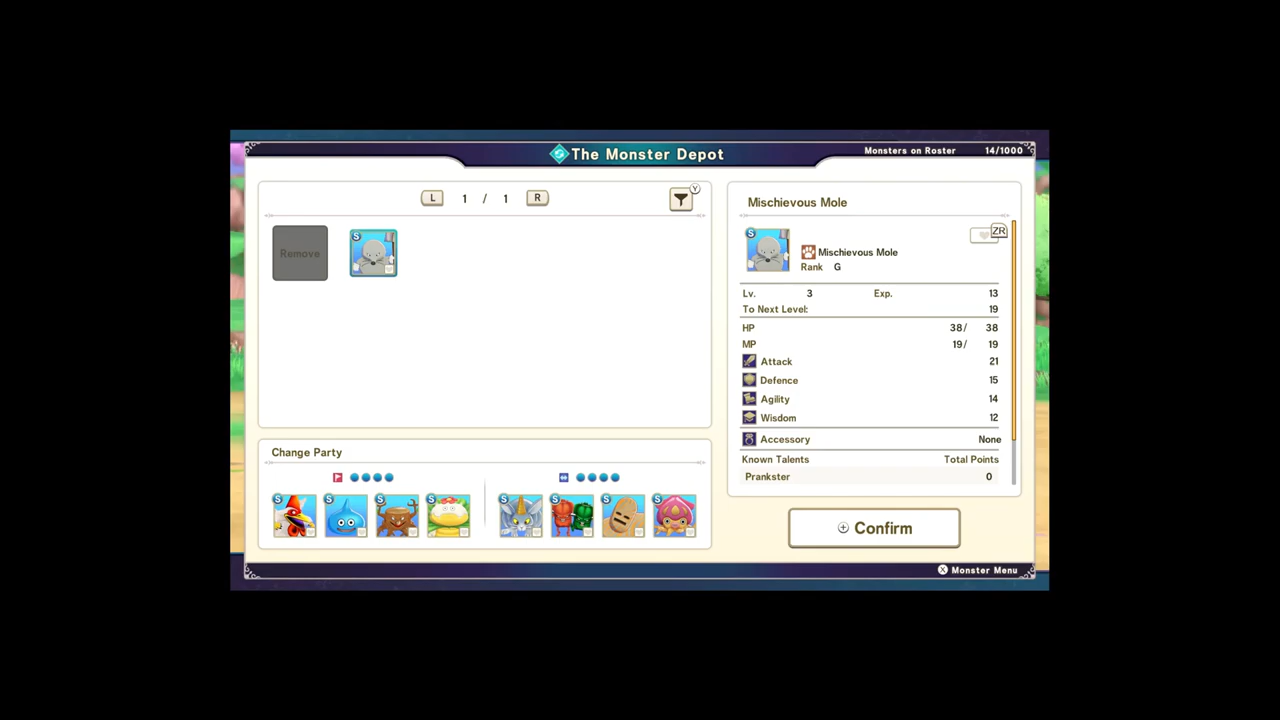 The Monster Depot
Monsters on Roster 14/1000
L 1 / 1 R
Y
Remove
S
Mischievous Mole
ZR
S
Mischievous Mole
Rank G
Lv. 3 Exp. 13
To Next Level: 19
HP 38/ 38
MP 19/ 19
Attack 21
Defence 15
Agility 14
Wisdom 12
Accessory None
Known Talents Total Points
Prankster 0
Change Party
S S S S S S S S
Confirm
X Monster Menu